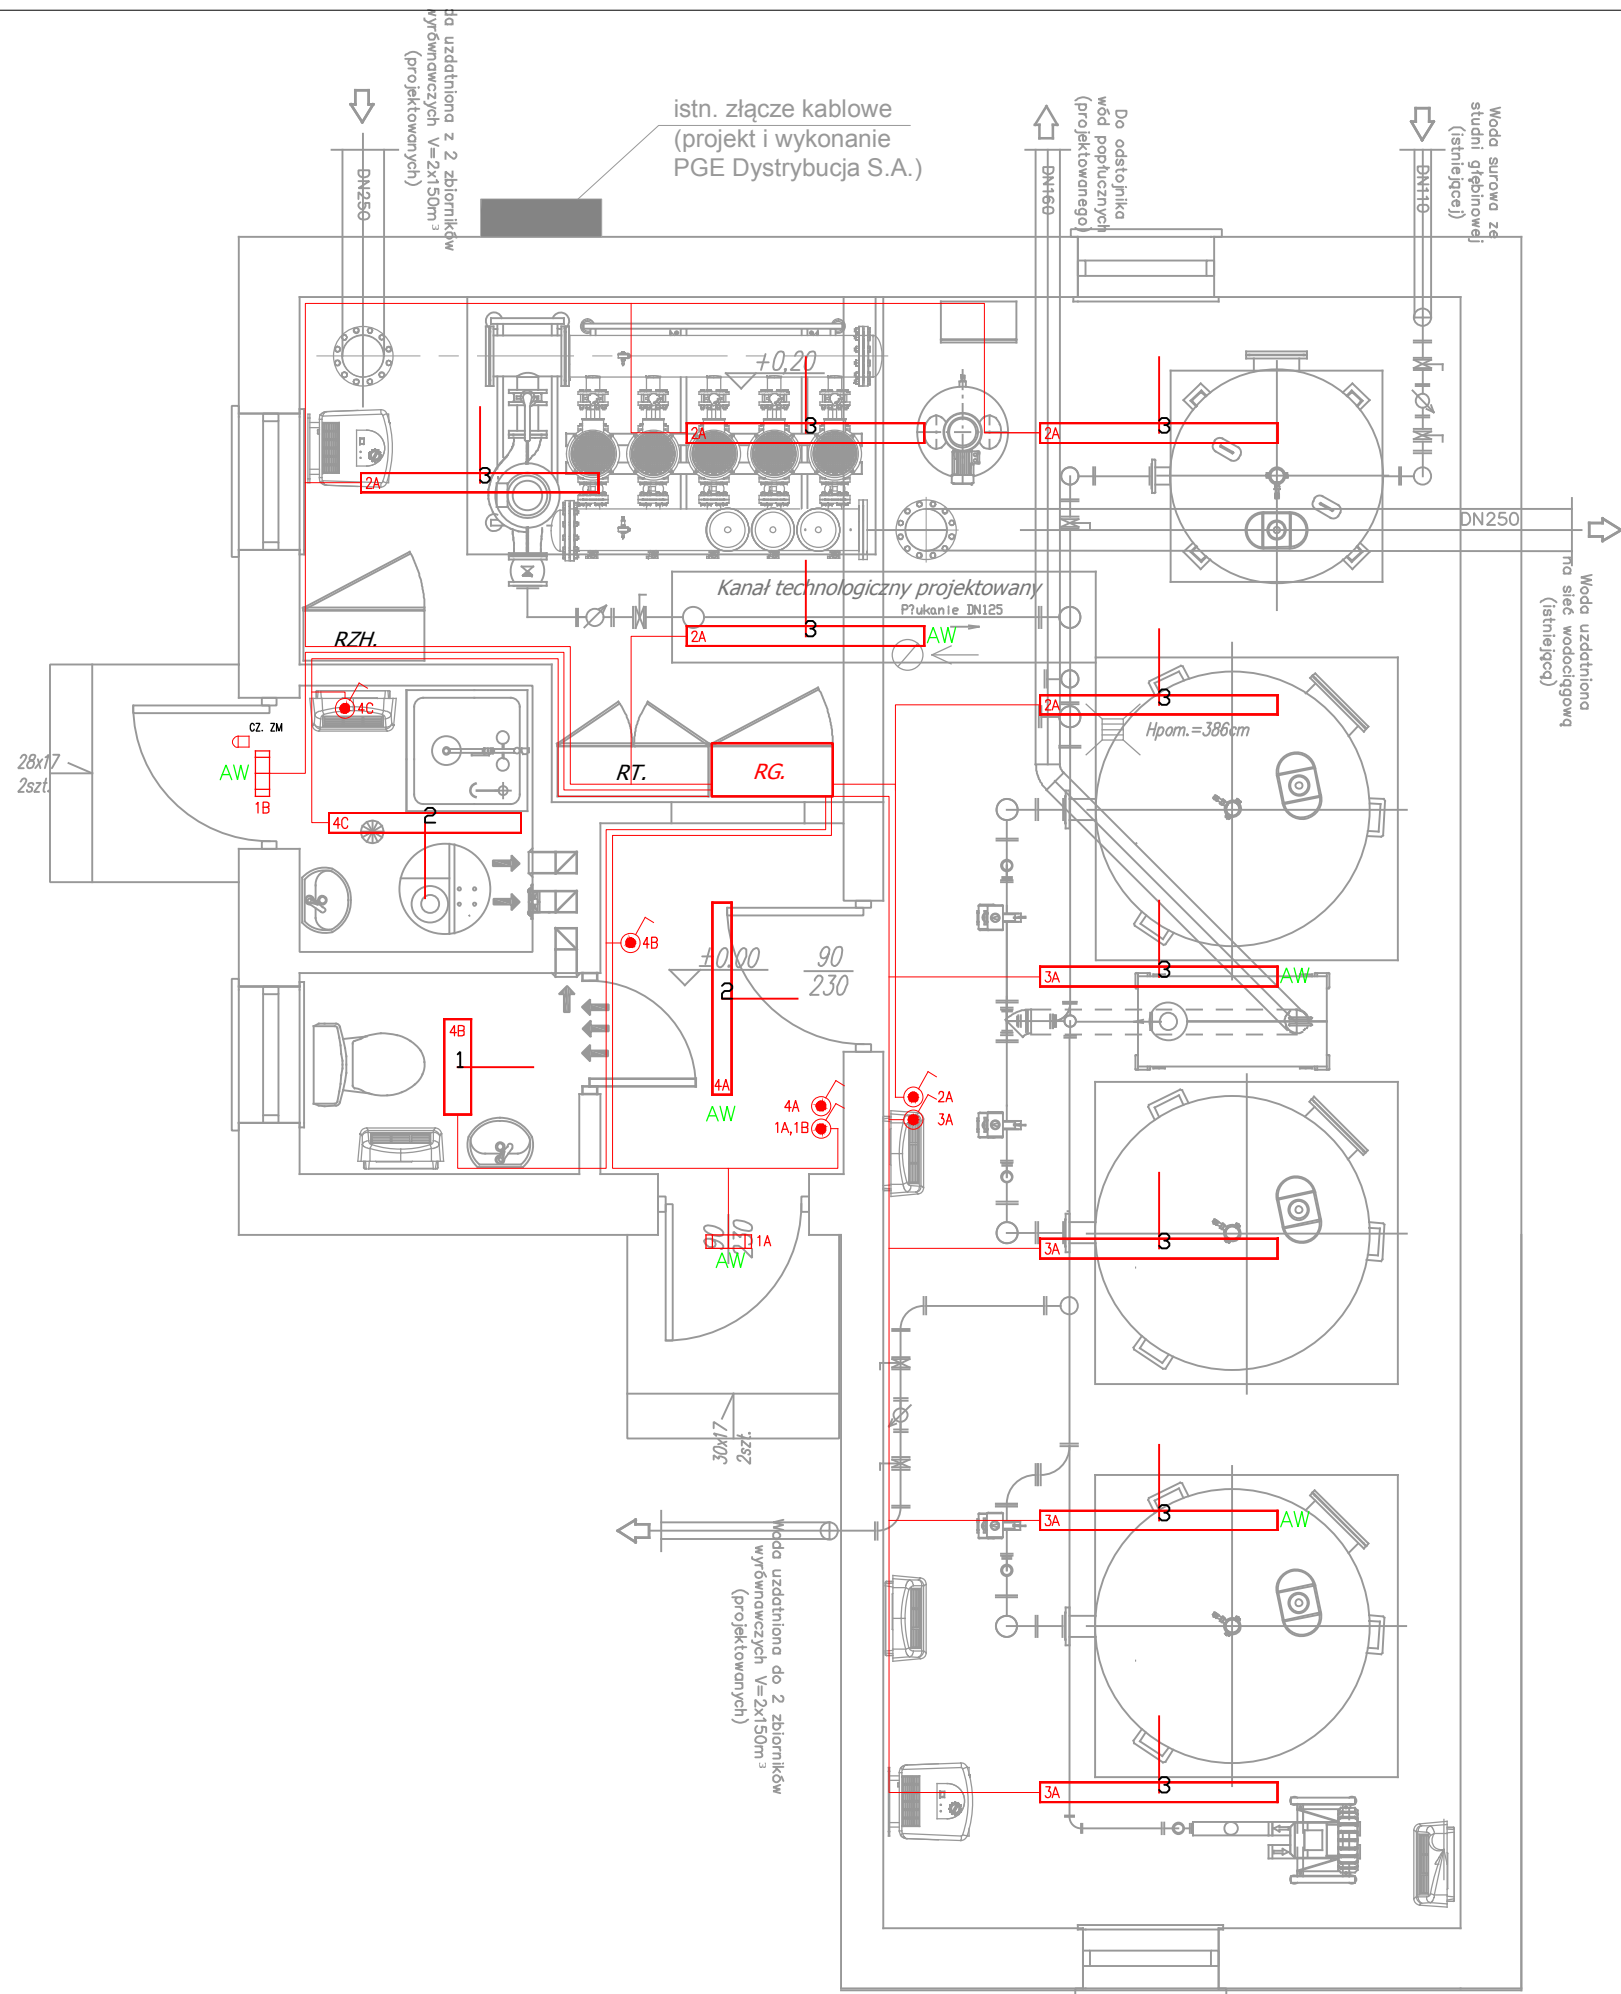 da uzdatniona z 2 zbiorników
wyrównawczych V=2x150m³
(projektowanych)
DN250
istn. złącze kablowe
(projekt i wykonanie
PGE Dystrybucja S.A.)
Do odstojnika
wód popłucznych
(projektowanego)
DN160
Woda surowa ze
studni głębinowej
(istniejącej)
DN110
+0,20
3
2A
3
2A
3
2A
DN250
Woda uzdatniona
na sieć wodociągową
(istniejącą)
Kanał technologiczny projektowany
P?ukanie DN125
3
2A
AW
RZH.
4C
CZ. ZM
AW
1B
28x17
2szt.
RT.
RG.
3
2A
Hpom.=386cm
4C
2
4B
±0,00
90
230
2
4A
AW
3
3A
AW
4B
1
4A
1A,1B
2A
3A
90
230
1A
AW
3
3A
30x17
2szt.
3
3A
AW
Woda uzdatniona do 2 zbiorników
wyrównawczych V=2x150m³
(projektowanych)
3
3A